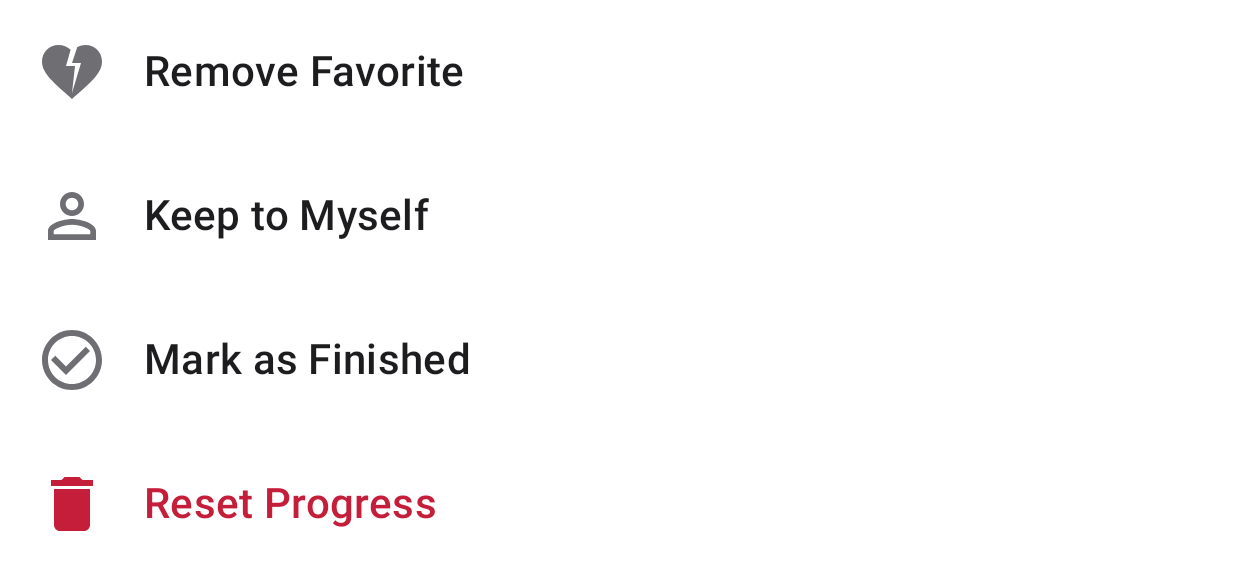 Remove Favorite
Keep to Myself
Mark as Finished
Reset Progress